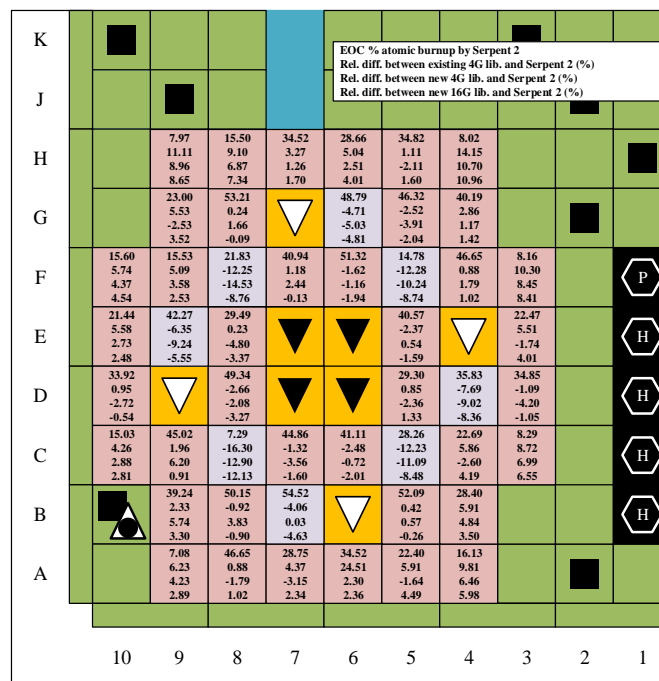 K
EOC % atomic burnup by Serpent 2
Rel. diff. between existing 4G lib. and Serpent 2 (%)
Rel. diff. between new 4G lib. and Serpent 2 (%)
Rel. diff. between new 16G lib. and Serpent 2 (%)
J
H
7.97 15.50 34.52 28.66 34.82 8.02
11.11 9.10 3.27 5.04 1.11 14.15
8.96 6.87 1.26 2.51 -2.11 10.70
8.65 7.34 1.70 4.01 1.60 10.96
G
23.00 53.21 48.79 46.32 40.19
5.53 0.24 -4.71 -2.52 2.86
-2.53 1.66 -5.03 -3.91 1.17
3.52 -0.09 -4.81 -2.04 1.42
F
15.60 15.53 21.83 40.94 51.32 14.78 46.65 8.16
5.74 5.09 -12.25 1.18 -1.62 -12.28 0.88 10.30
4.37 3.58 -14.53 2.44 -1.16 -10.24 1.79 8.45
4.54 2.53 -8.76 -0.13 -1.94 -8.74 1.02 8.41
P
E
21.44 42.27 29.49 40.57 22.47
5.58 -6.35 0.23 -2.37 5.51
2.73 -9.24 -4.80 0.54 -1.74
2.48 -5.55 -3.37 -1.59 4.01
H
D
33.92 49.34 29.30 35.83 34.85
0.95 -2.66 0.85 -7.69 -1.09
-2.72 -2.08 -2.36 -9.02 -4.20
-0.54 -3.27 1.33 -8.36 -1.05
H
C
15.03 45.02 7.29 44.86 41.11 28.26 22.69 8.29
4.26 1.96 -16.30 -1.32 -2.48 -12.23 5.86 8.72
2.88 6.20 -12.90 -3.56 -0.72 -11.09 -2.60 6.99
2.81 0.91 -12.13 -1.60 -2.01 -8.48 4.19 6.55
H
B
39.24 50.15 54.52 52.09 28.40
2.33 -0.92 -4.06 0.42 5.91
5.74 3.83 0.03 0.57 4.84
3.30 -0.90 -4.63 -0.26 3.50
H
A
7.08 46.65 28.75 34.52 22.40 16.13
6.23 0.88 4.37 24.51 5.91 9.81
4.23 -1.79 -3.15 2.30 -1.64 6.46
2.89 1.02 2.34 2.36 4.49 5.98
10 9 8 7 6 5 4 3 2 1